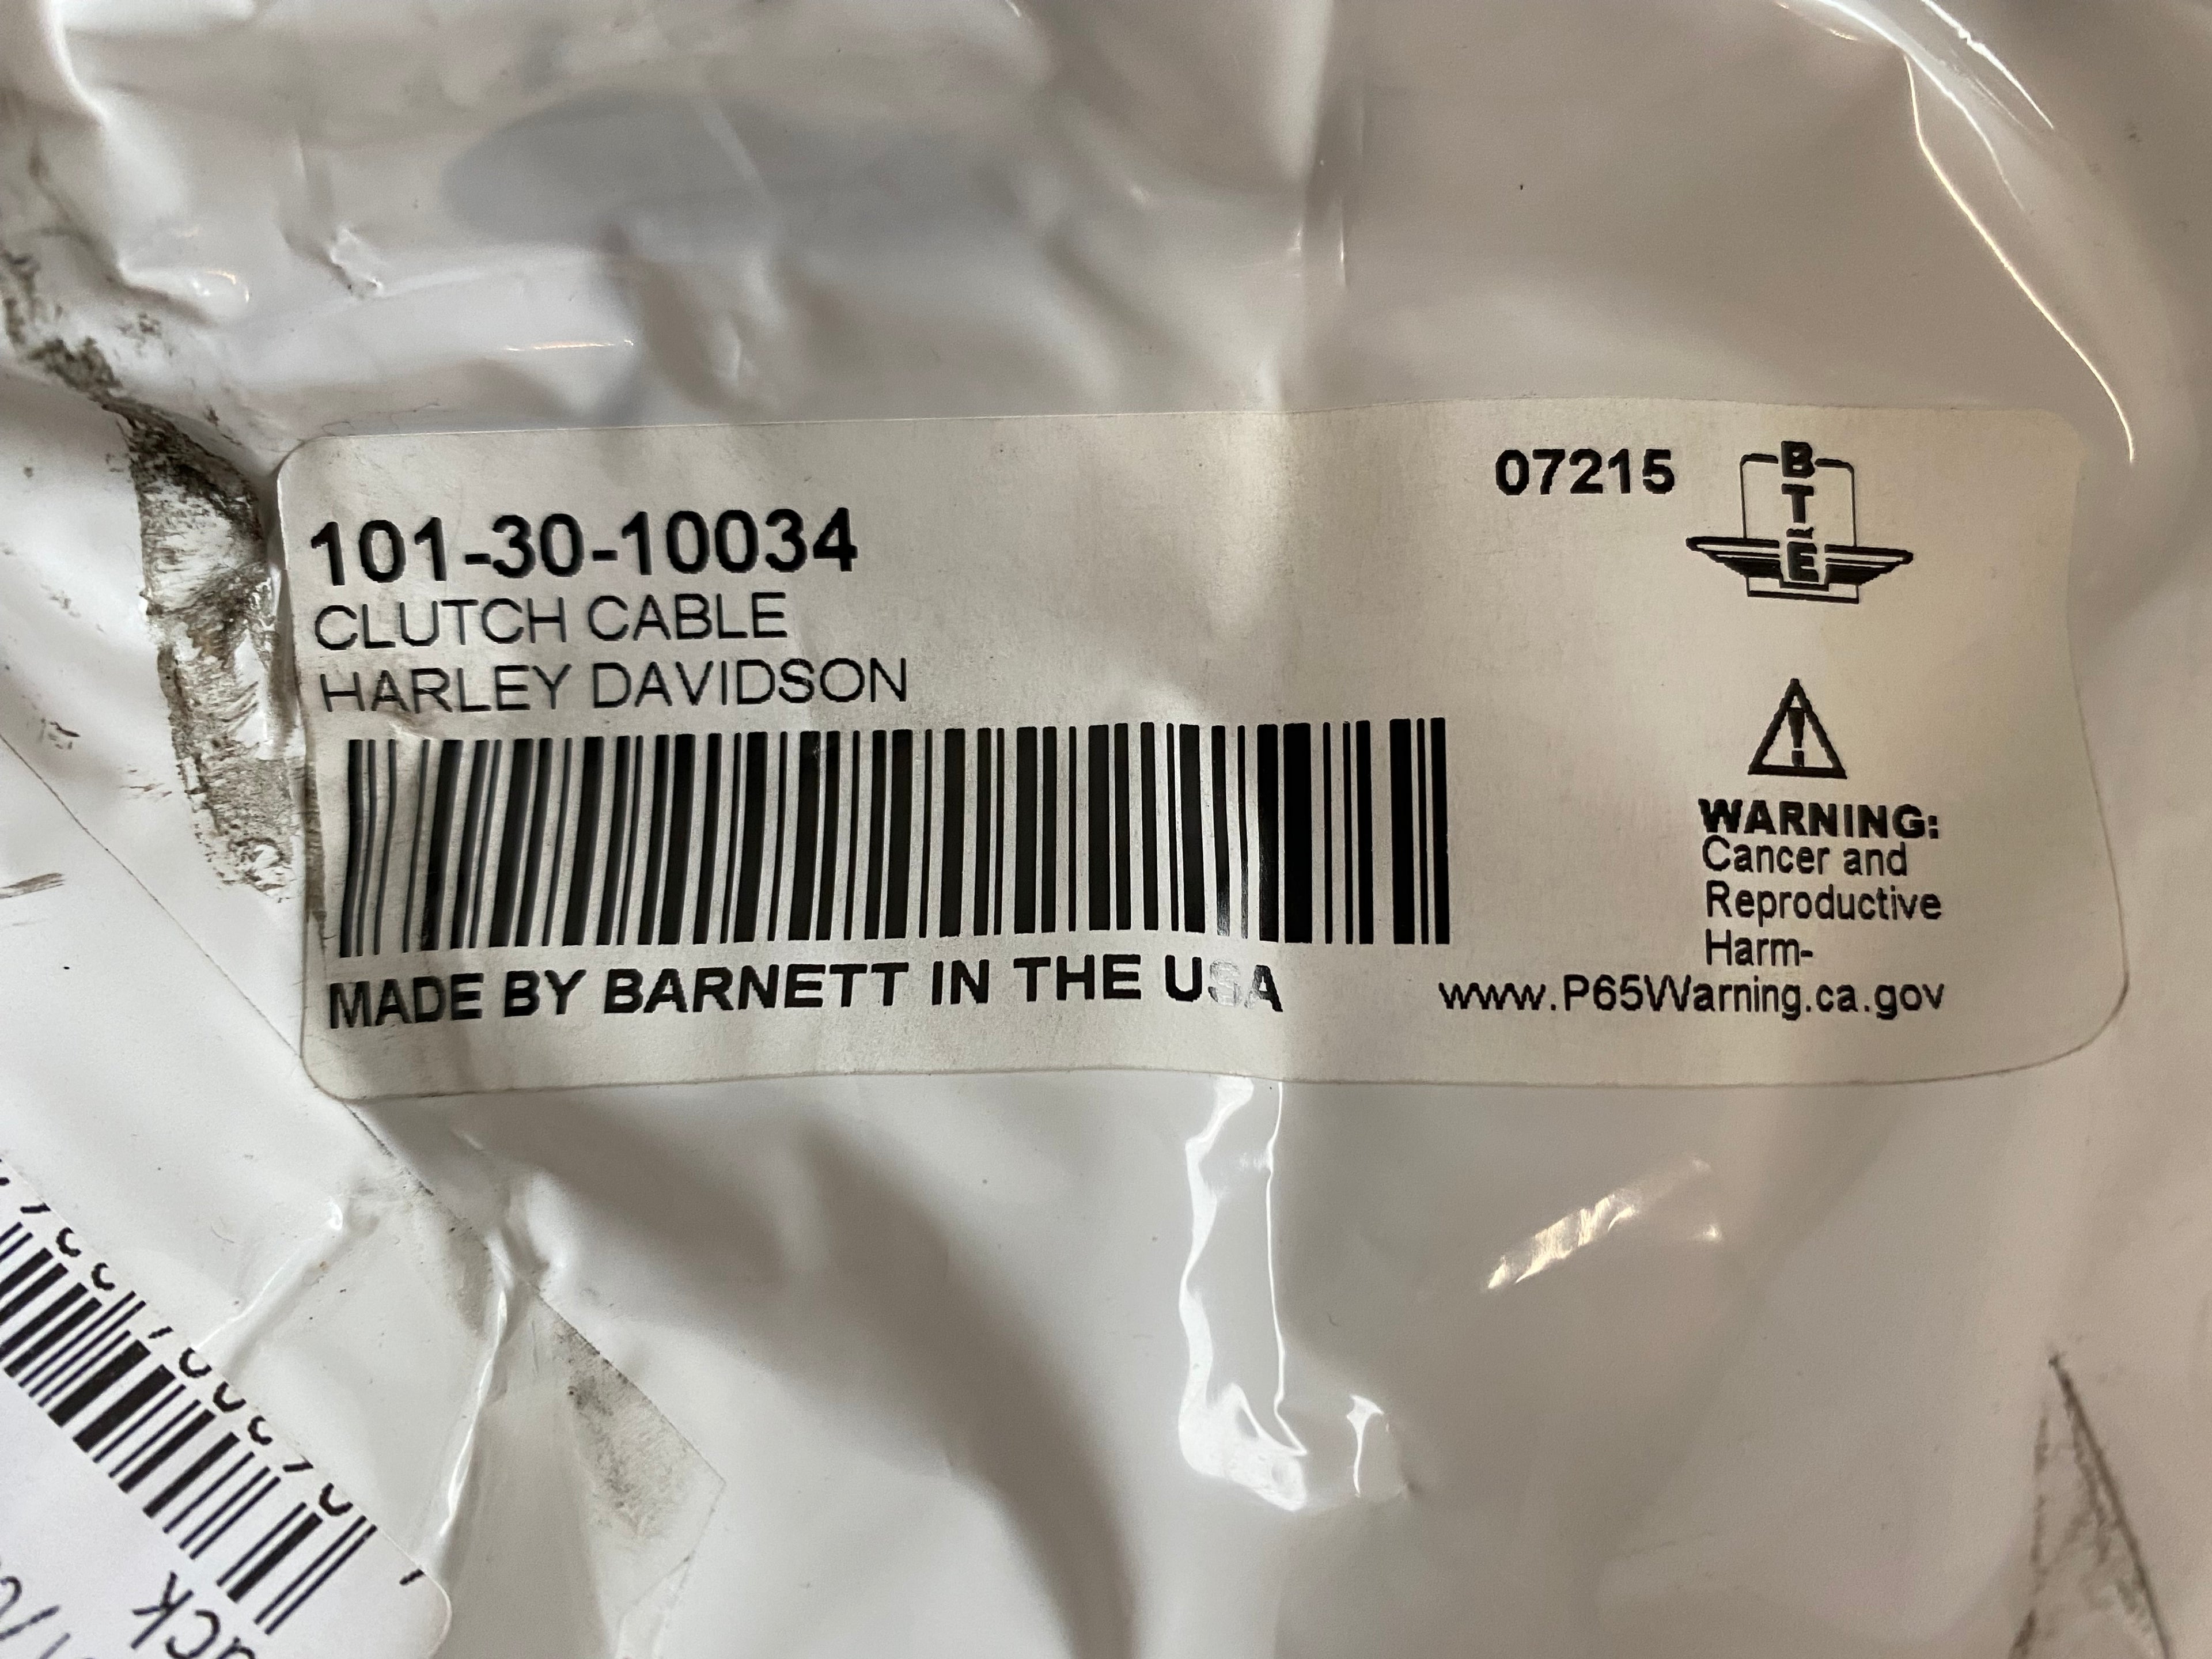 07215
B
T
&
E
101-30-10034
CLUTCH CABLE
HARLEY DAVIDSON
MADE BY BARNETT IN THE USA
WARNING:
Cancer and
Reproductive
Harm-
www.P65Warning.ca.gov